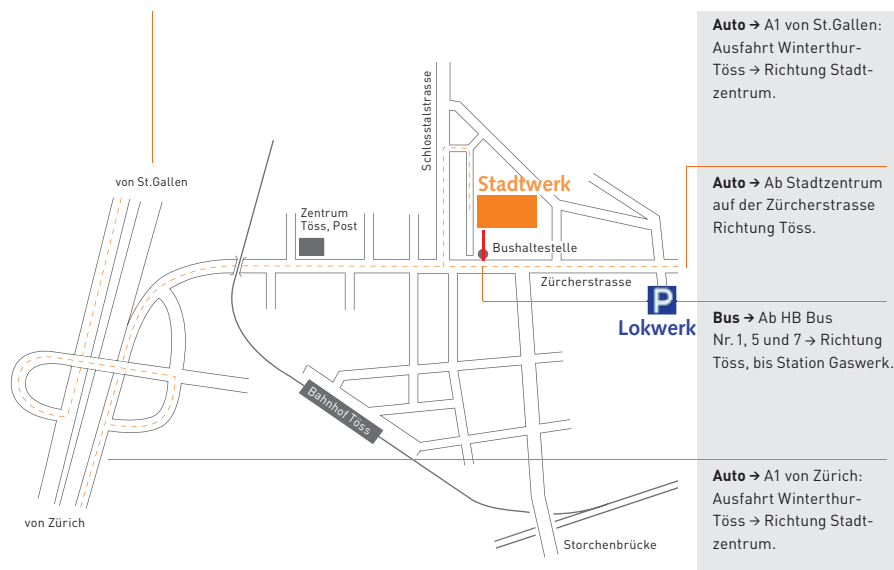 Auto → A1 von St.Gallen:
Ausfahrt Winterthur-
Töss → Richtung Stadt-
zentrum.
Schlosstalstrasse
von St.Gallen
Stadtwerk
Auto → Ab Stadtzentrum
auf der Zürcherstrasse
Richtung Töss.
Zentrum
Töss, Post
Bushaltestelle
Zürcherstrasse
P
Lokwerk
Bus → Ab HB Bus
Nr. 1, 5 und 7 → Richtung
Töss, bis Station Gaswerk.
Bahnhof Töss
Auto → A1 von Zürich:
Ausfahrt Winterthur-
Töss → Richtung Stadt-
zentrum.
von Zürich
Storchenbrücke